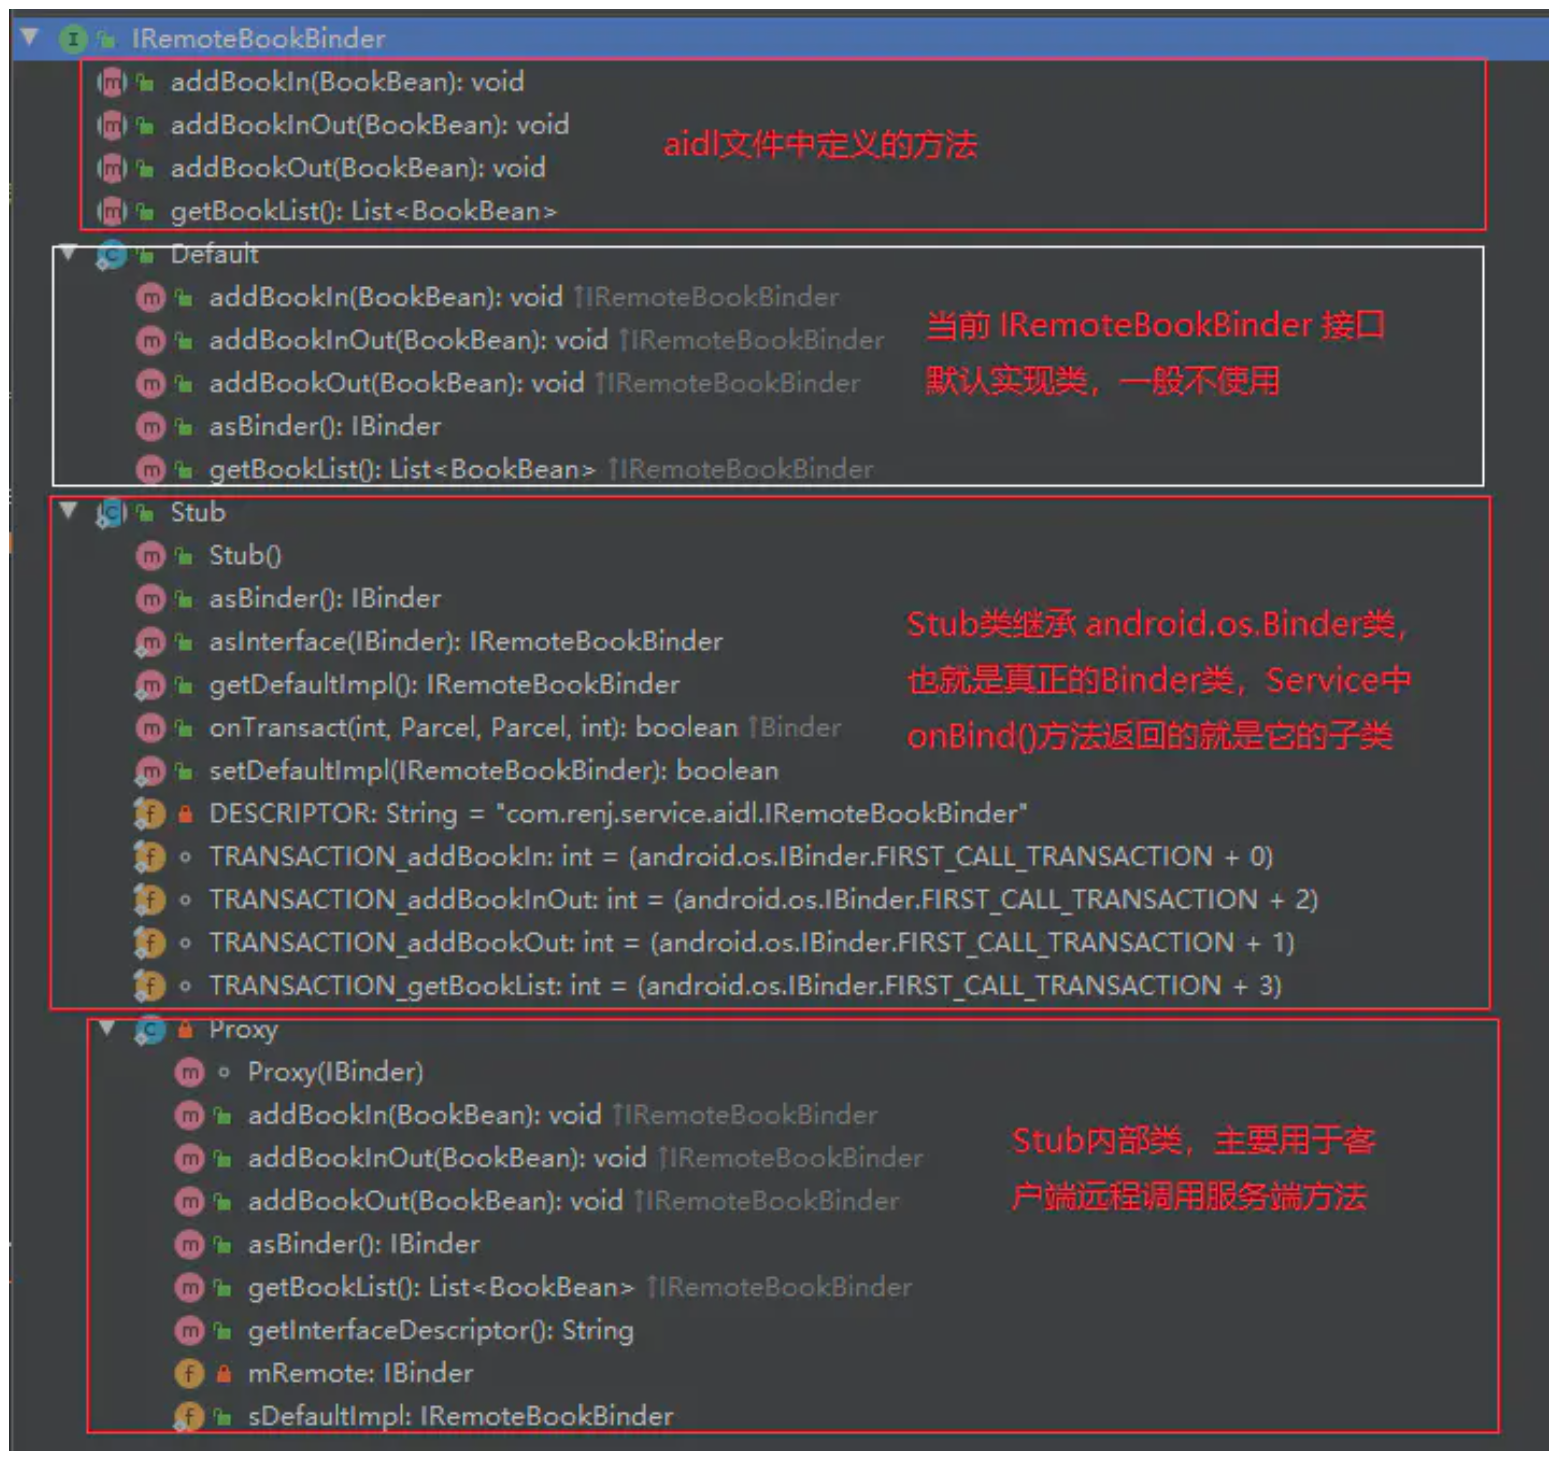 IRemoteBookBinder
addBookIn(BookBean): void
addBookInOut(BookBean): void
addBookOut(BookBean): void
getBookList(): List<BookBean>
aidl文件中定义的方法
Default
addBookIn(BookBean): void ↑IRemoteBookBinder
addBookInOut(BookBean): void ↑IRemoteBookBinder
addBookOut(BookBean): void ↑IRemoteBookBinder
asBinder(): IBinder
getBookList(): List<BookBean> ↑IRemoteBookBinder
当前 IRemoteBookBinder 接口
默认实现类，一般不使用
Stub
Stub()
asBinder(): IBinder
asInterface(IBinder): IRemoteBookBinder
getDefaultImpl(): IRemoteBookBinder
onTransact(int, Parcel, Parcel, int): boolean ↑Binder
setDefaultImpl(IRemoteBookBinder): boolean
DESCRIPTOR: String = "com.renj.service.aidl.IRemoteBookBinder"
TRANSACTION_addBookIn: int = (android.os.IBinder.FIRST_CALL_TRANSACTION + 0)
TRANSACTION_addBookInOut: int = (android.os.IBinder.FIRST_CALL_TRANSACTION + 2)
TRANSACTION_addBookOut: int = (android.os.IBinder.FIRST_CALL_TRANSACTION + 1)
TRANSACTION_getBookList: int = (android.os.IBinder.FIRST_CALL_TRANSACTION + 3)
Stub类继承 android.os.Binder类，
也就是真正的Binder类，Service中
onBind()方法返回的就是它的子类
Proxy
Proxy(IBinder)
addBookIn(BookBean): void ↑IRemoteBookBinder
addBookInOut(BookBean): void ↑IRemoteBookBinder
addBookOut(BookBean): void ↑IRemoteBookBinder
asBinder(): IBinder
getBookList(): List<BookBean> ↑IRemoteBookBinder
getInterfaceDescriptor(): String
mRemote: IBinder
sDefaultImpl: IRemoteBookBinder
Stub内部类，主要用于客
户端远程调用服务端方法